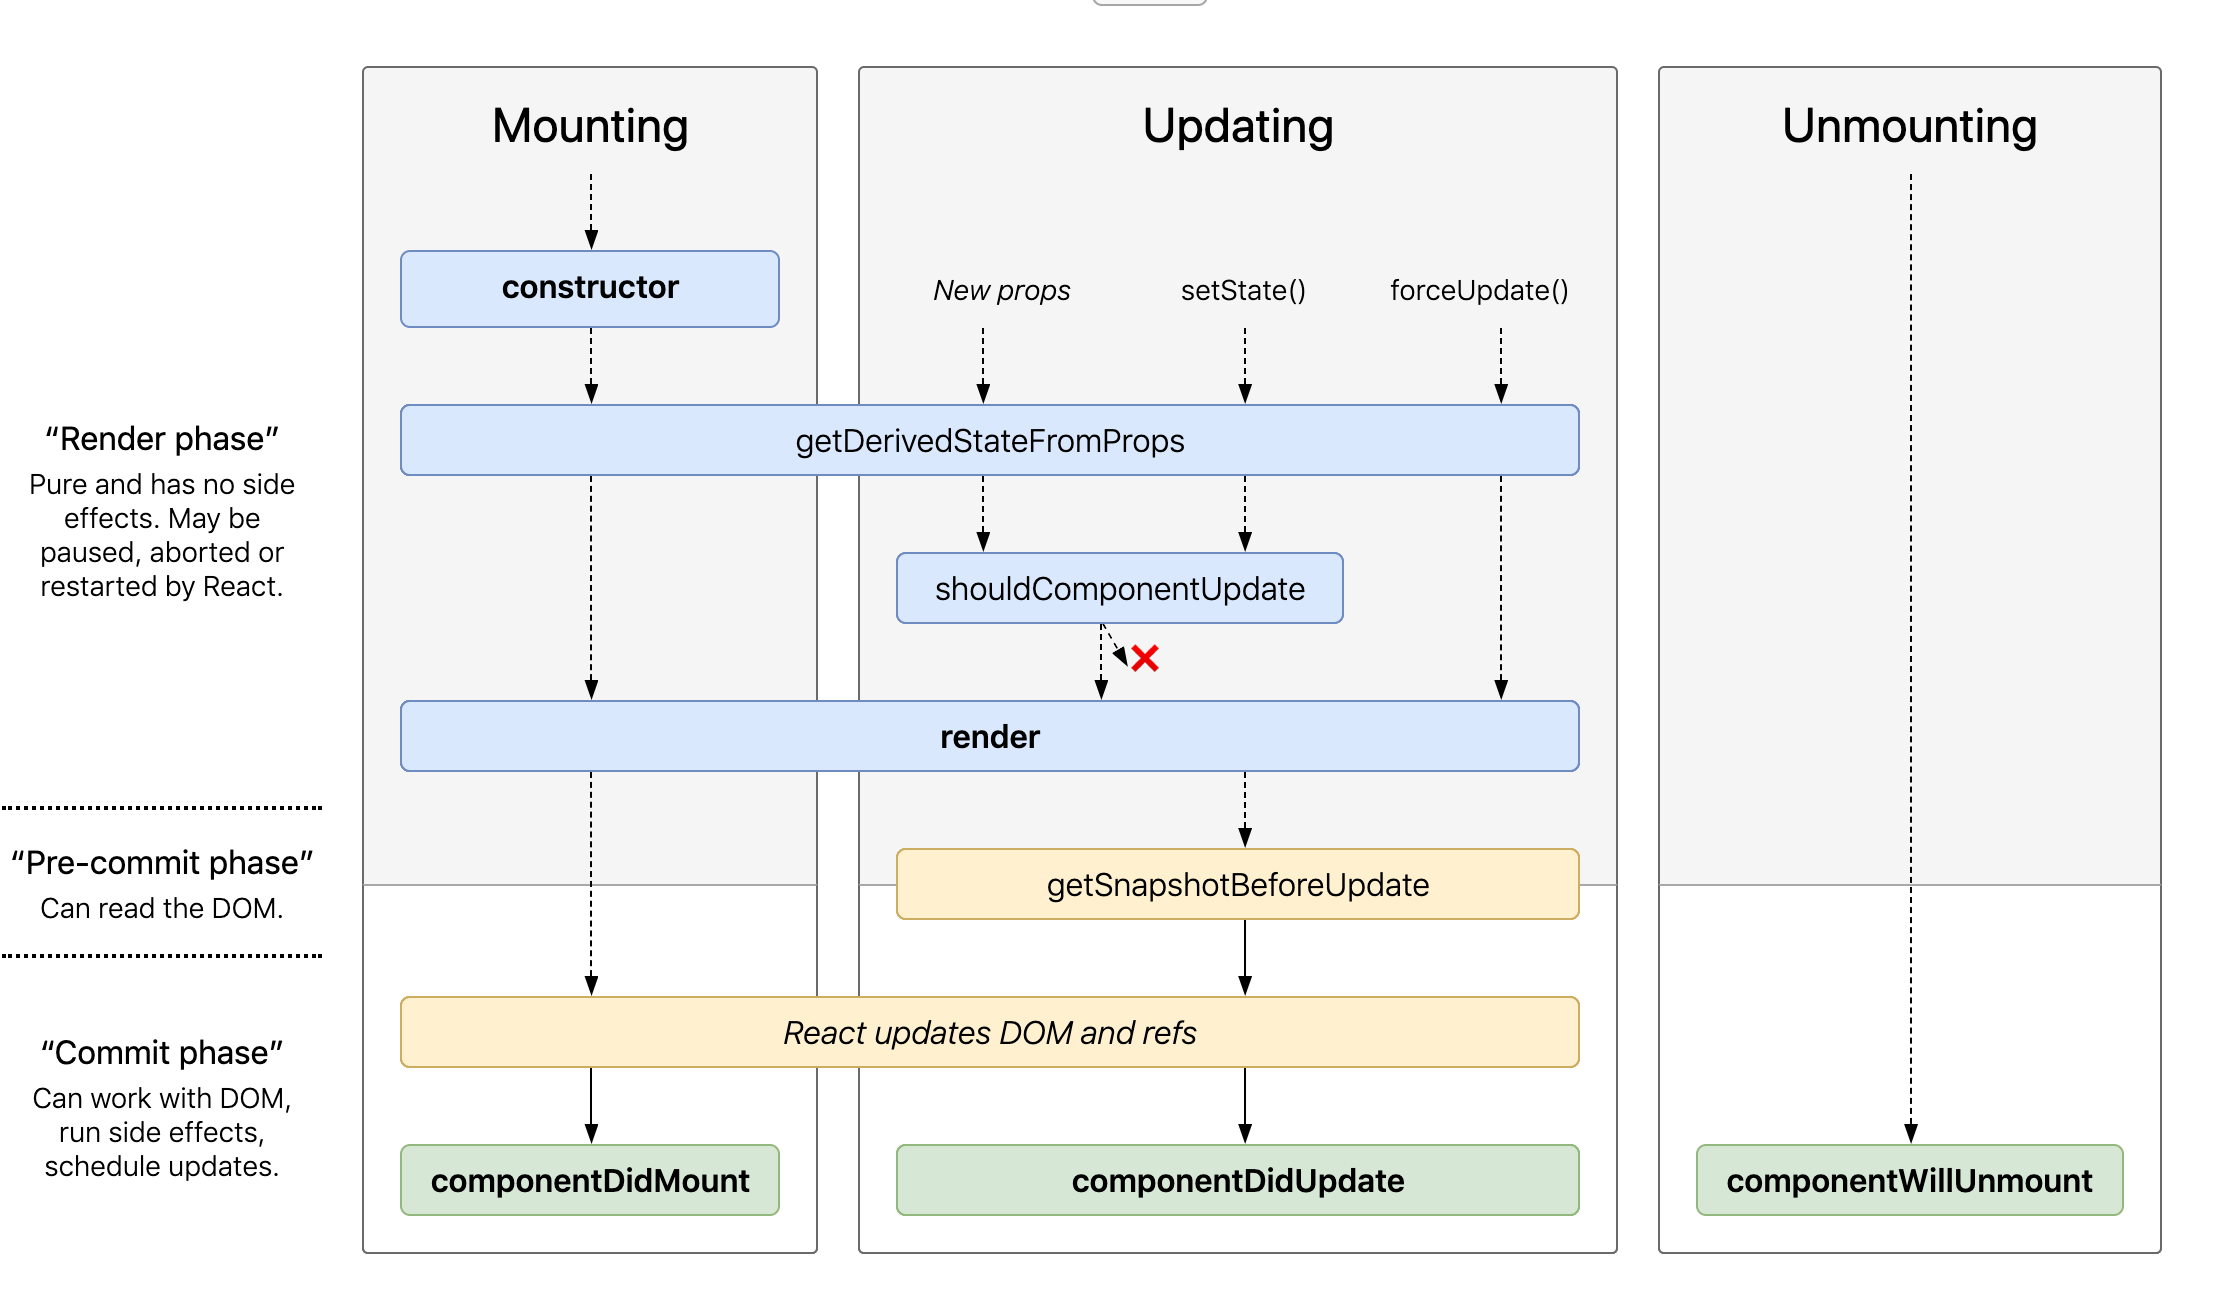 Mounting
Updating
Unmounting
constructor
New props
setState()
forceUpdate()
“Render phase”
Pure and has no side
effects. May be
paused, aborted or
restarted by React.
getDerivedStateFromProps
shouldComponentUpdate
render
“Pre-commit phase”
Can read the DOM.
getSnapshotBeforeUpdate
React updates DOM and refs
“Commit phase”
Can work with DOM,
run side effects,
schedule updates.
componentDidMount
componentDidUpdate
componentWillUnmount